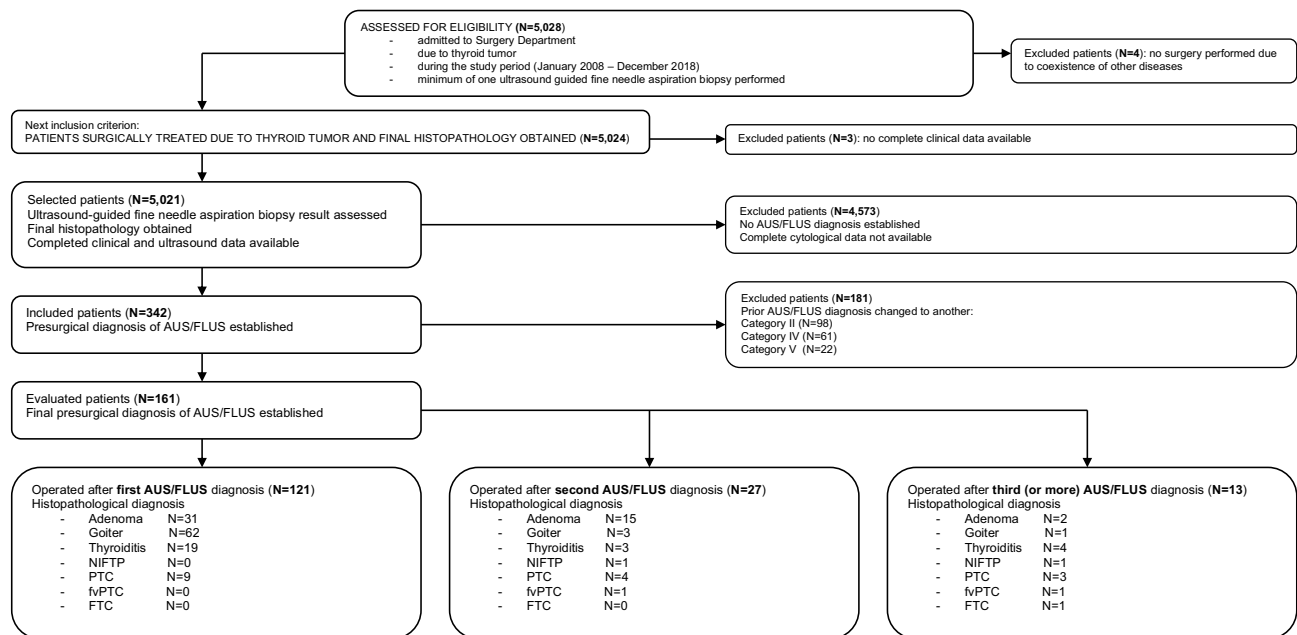 ASSESSED FOR ELIGIBILITY (N=5,028)
- admitted to Surgery Department
- due to thyroid tumor
- during the study period (January 2008 – December 2018)
- minimum of one ultrasound guided fine needle aspiration biopsy performed
Excluded patients (N=4): no surgery performed due
to coexistence of other diseases
Next inclusion criterion:
PATIENTS SURGICALLY TREATED DUE TO THYROID TUMOR AND FINAL HISTOPATHOLOGY OBTAINED (N=5,024)
Excluded patients (N=3): no complete clinical data available
Selected patients (N=5,021)
Ultrasound-guided fine needle aspiration biopsy result assessed
Final histopathology obtained
Completed clinical and ultrasound data available
Excluded patients (N=4,573)
No AUS/FLUS diagnosis established
Complete cytological data not available
Included patients (N=342)
Presurgical diagnosis of AUS/FLUS established
Excluded patients (N=181)
Prior AUS/FLUS diagnosis changed to another:
Category II (N=98)
Category IV (N=61)
Category V (N=22)
Evaluated patients (N=161)
Final presurgical diagnosis of AUS/FLUS established
Operated after first AUS/FLUS diagnosis (N=121)
Histopathological diagnosis
- Adenoma N=31
- Goiter N=62
- Thyroiditis N=19
- NIFTP N=0
- PTC N=9
- fvPTC N=0
- FTC N=0
Operated after second AUS/FLUS diagnosis (N=27)
Histopathological diagnosis
- Adenoma N=15
- Goiter N=3
- Thyroiditis N=3
- NIFTP N=1
- PTC N=4
- fvPTC N=1
- FTC N=0
Operated after third (or more) AUS/FLUS diagnosis (N=13)
Histopathological diagnosis
- Adenoma N=2
- Goiter N=1
- Thyroiditis N=4
- NIFTP N=1
- PTC N=3
- fvPTC N=1
- FTC N=1